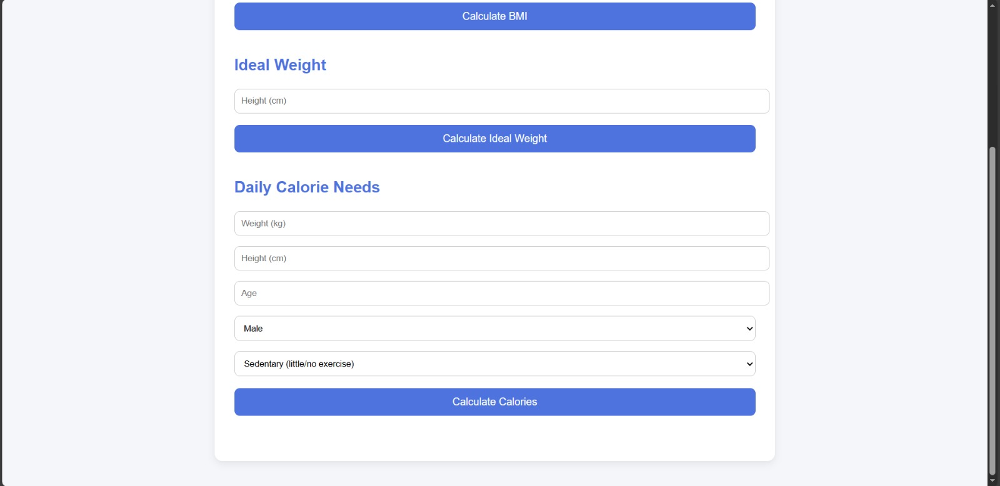 Calculate BMI
Ideal Weight
Height (cm)
Calculate Ideal Weight
Daily Calorie Needs
Weight (kg)
Height (cm)
Age
Male
Sedentary (little/no exercise)
Calculate Calories